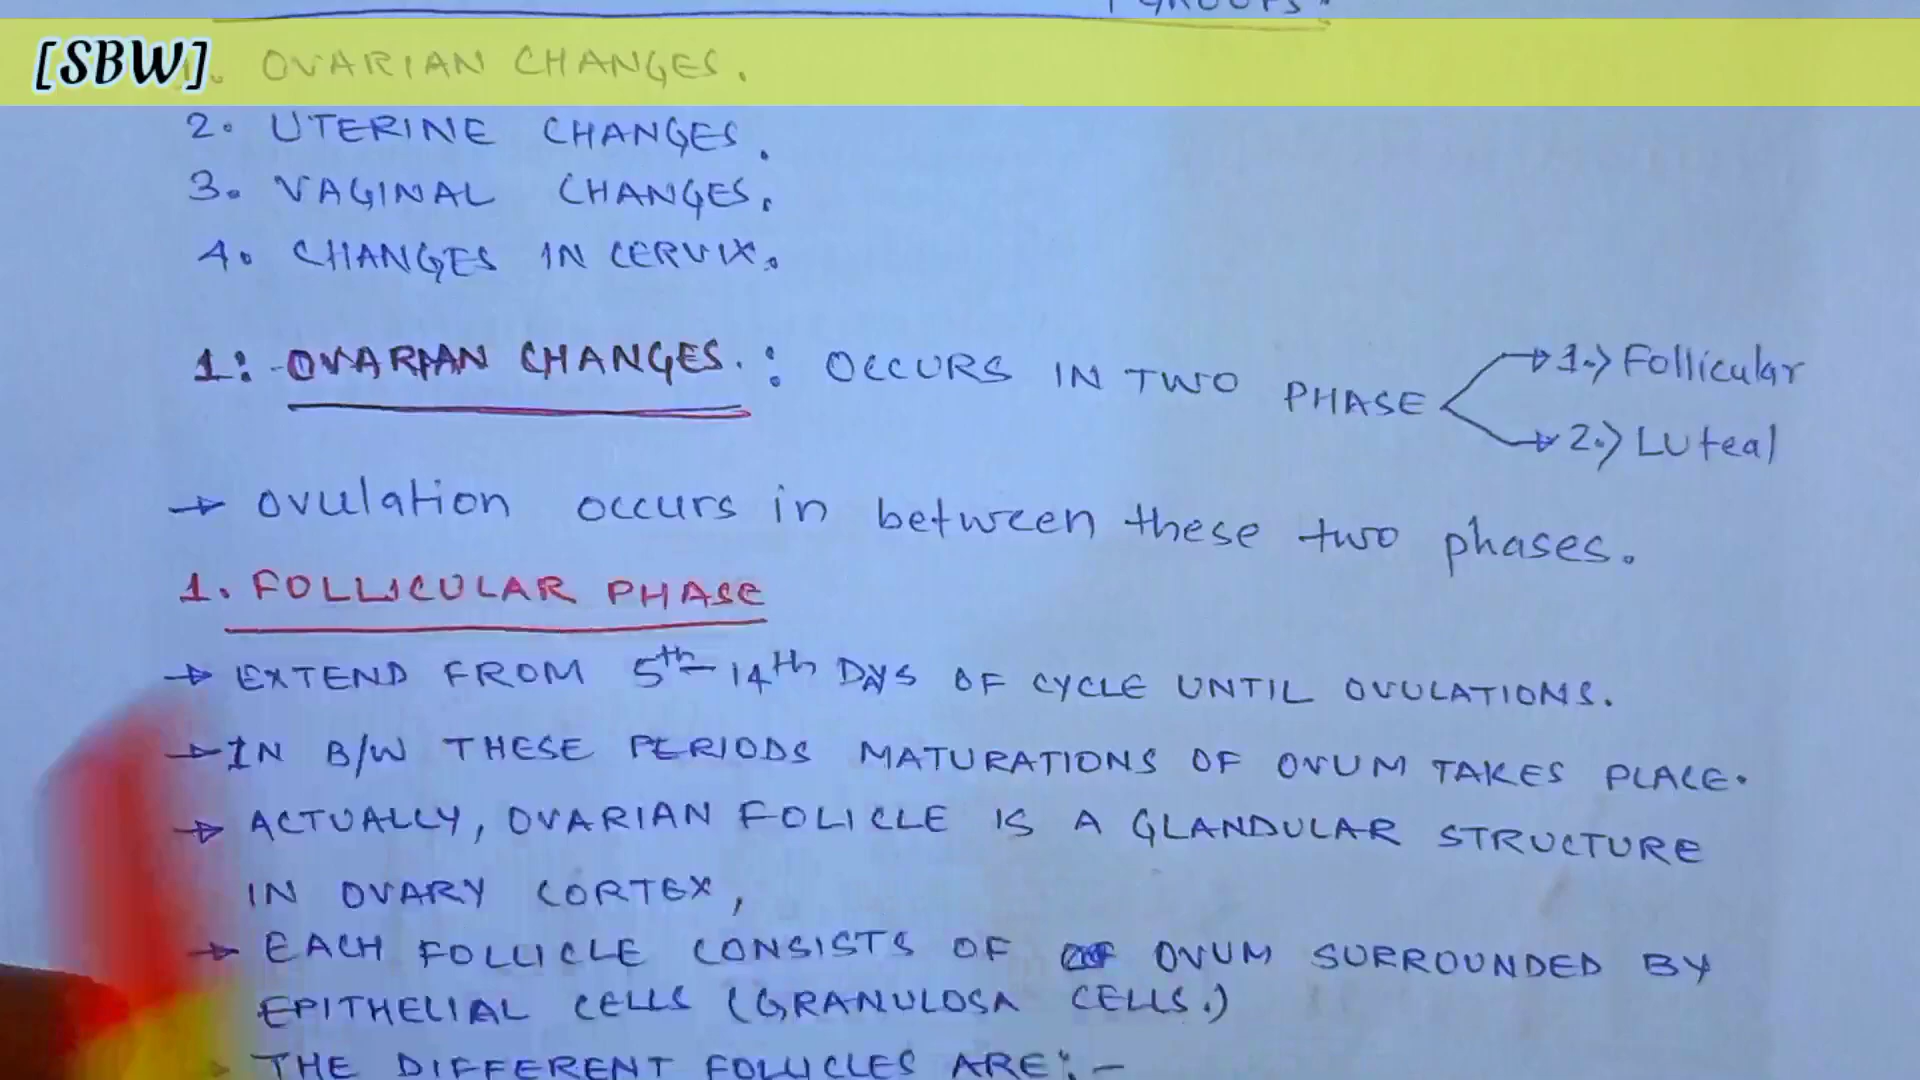 GROUPS.
[SBW]
1. OVARIAN CHANGES.
2. UTERINE CHANGES.
3. VAGINAL CHANGES.
4. CHANGES IN CERVIX.
1: OVARIAN CHANGES. : OCCURS IN TWO PHASE
1.) Follicular
2.) Luteal
→ ovulation occurs in between these two phases.
1. FOLLICULAR PHASE
→ EXTEND FROM 5th-14th DAYS OF CYCLE UNTIL OVULATIONS.
→ IN B/W THESE PERIODS MATURATIONS OF OVUM TAKES PLACE.
→ ACTUALLY, OVARIAN FOLICLE IS A GLANDULAR STRUCTURE
IN OVARY CORTEX,
→ EACH FOLLICLE CONSISTS OF OVUM SURROUNDED BY
EPITHELIAL CELLS (GRANULOSA CELLS.)
→ THE DIFFERENT FOLLICLES ARE:-